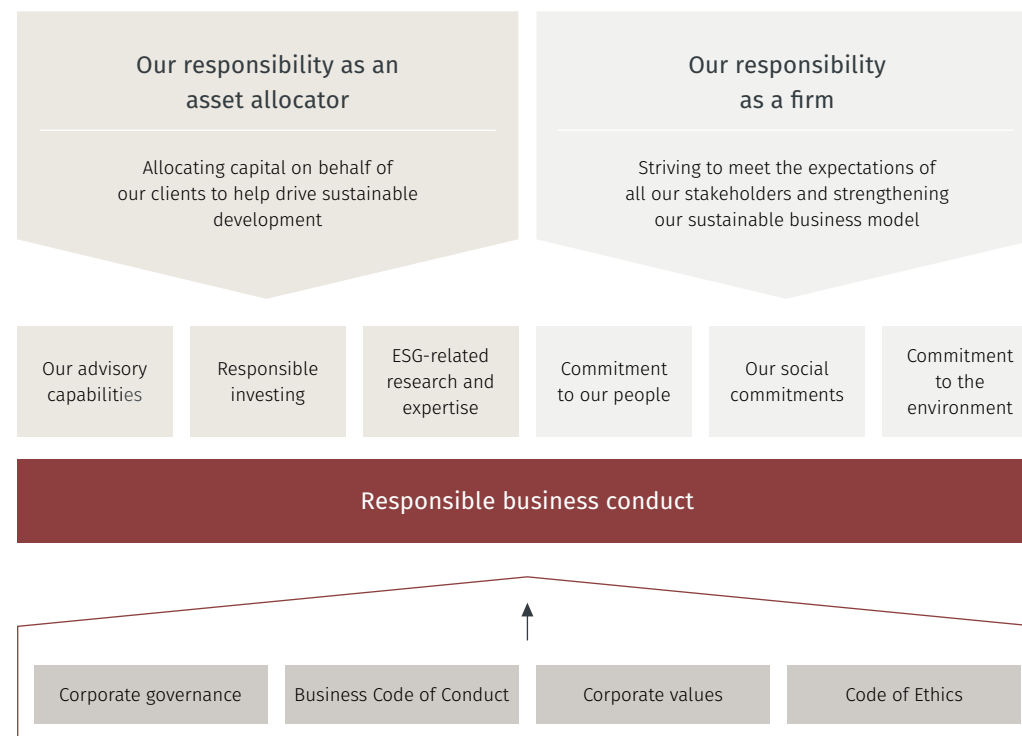 Our responsibility as an
asset allocator
Allocating capital on behalf of
our clients to help drive sustainable
development
Our responsibility
as a firm
Striving to meet the expectations of
all our stakeholders and strengthening
our sustainable business model
Our advisory
capabilities
Responsible
investing
ESG-related
research and
expertise
Commitment
to our people
Our social
commitments
Commitment
to the
environment
Responsible business conduct
Corporate governance
Business Code of Conduct
Corporate values
Code of Ethics